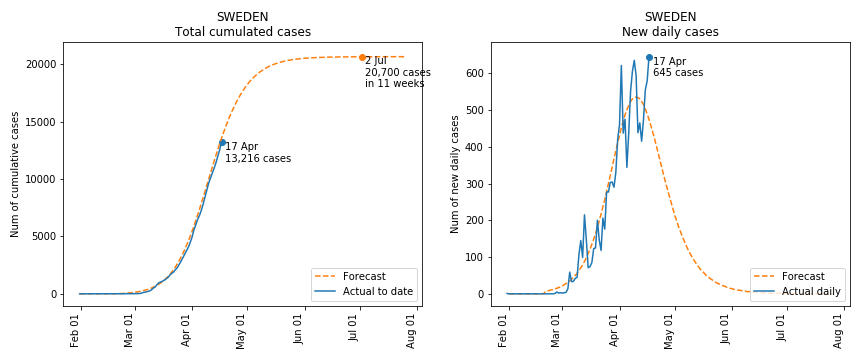 SWEDEN
Total cumulated cases
Num of cumulative cases
20000
15000
10000
5000
0
2 Jul
20,700 cases
in 11 weeks
17 Apr
13,216 cases
Forecast
Actual to date
Feb 01
Mar 01
Apr 01
May 01
Jun 01
Jul 01
Aug 01
SWEDEN
New daily cases
Num of new daily cases
600
500
400
300
200
100
0
17 Apr
645 cases
Forecast
Actual daily
Feb 01
Mar 01
Apr 01
May 01
Jun 01
Jul 01
Aug 01